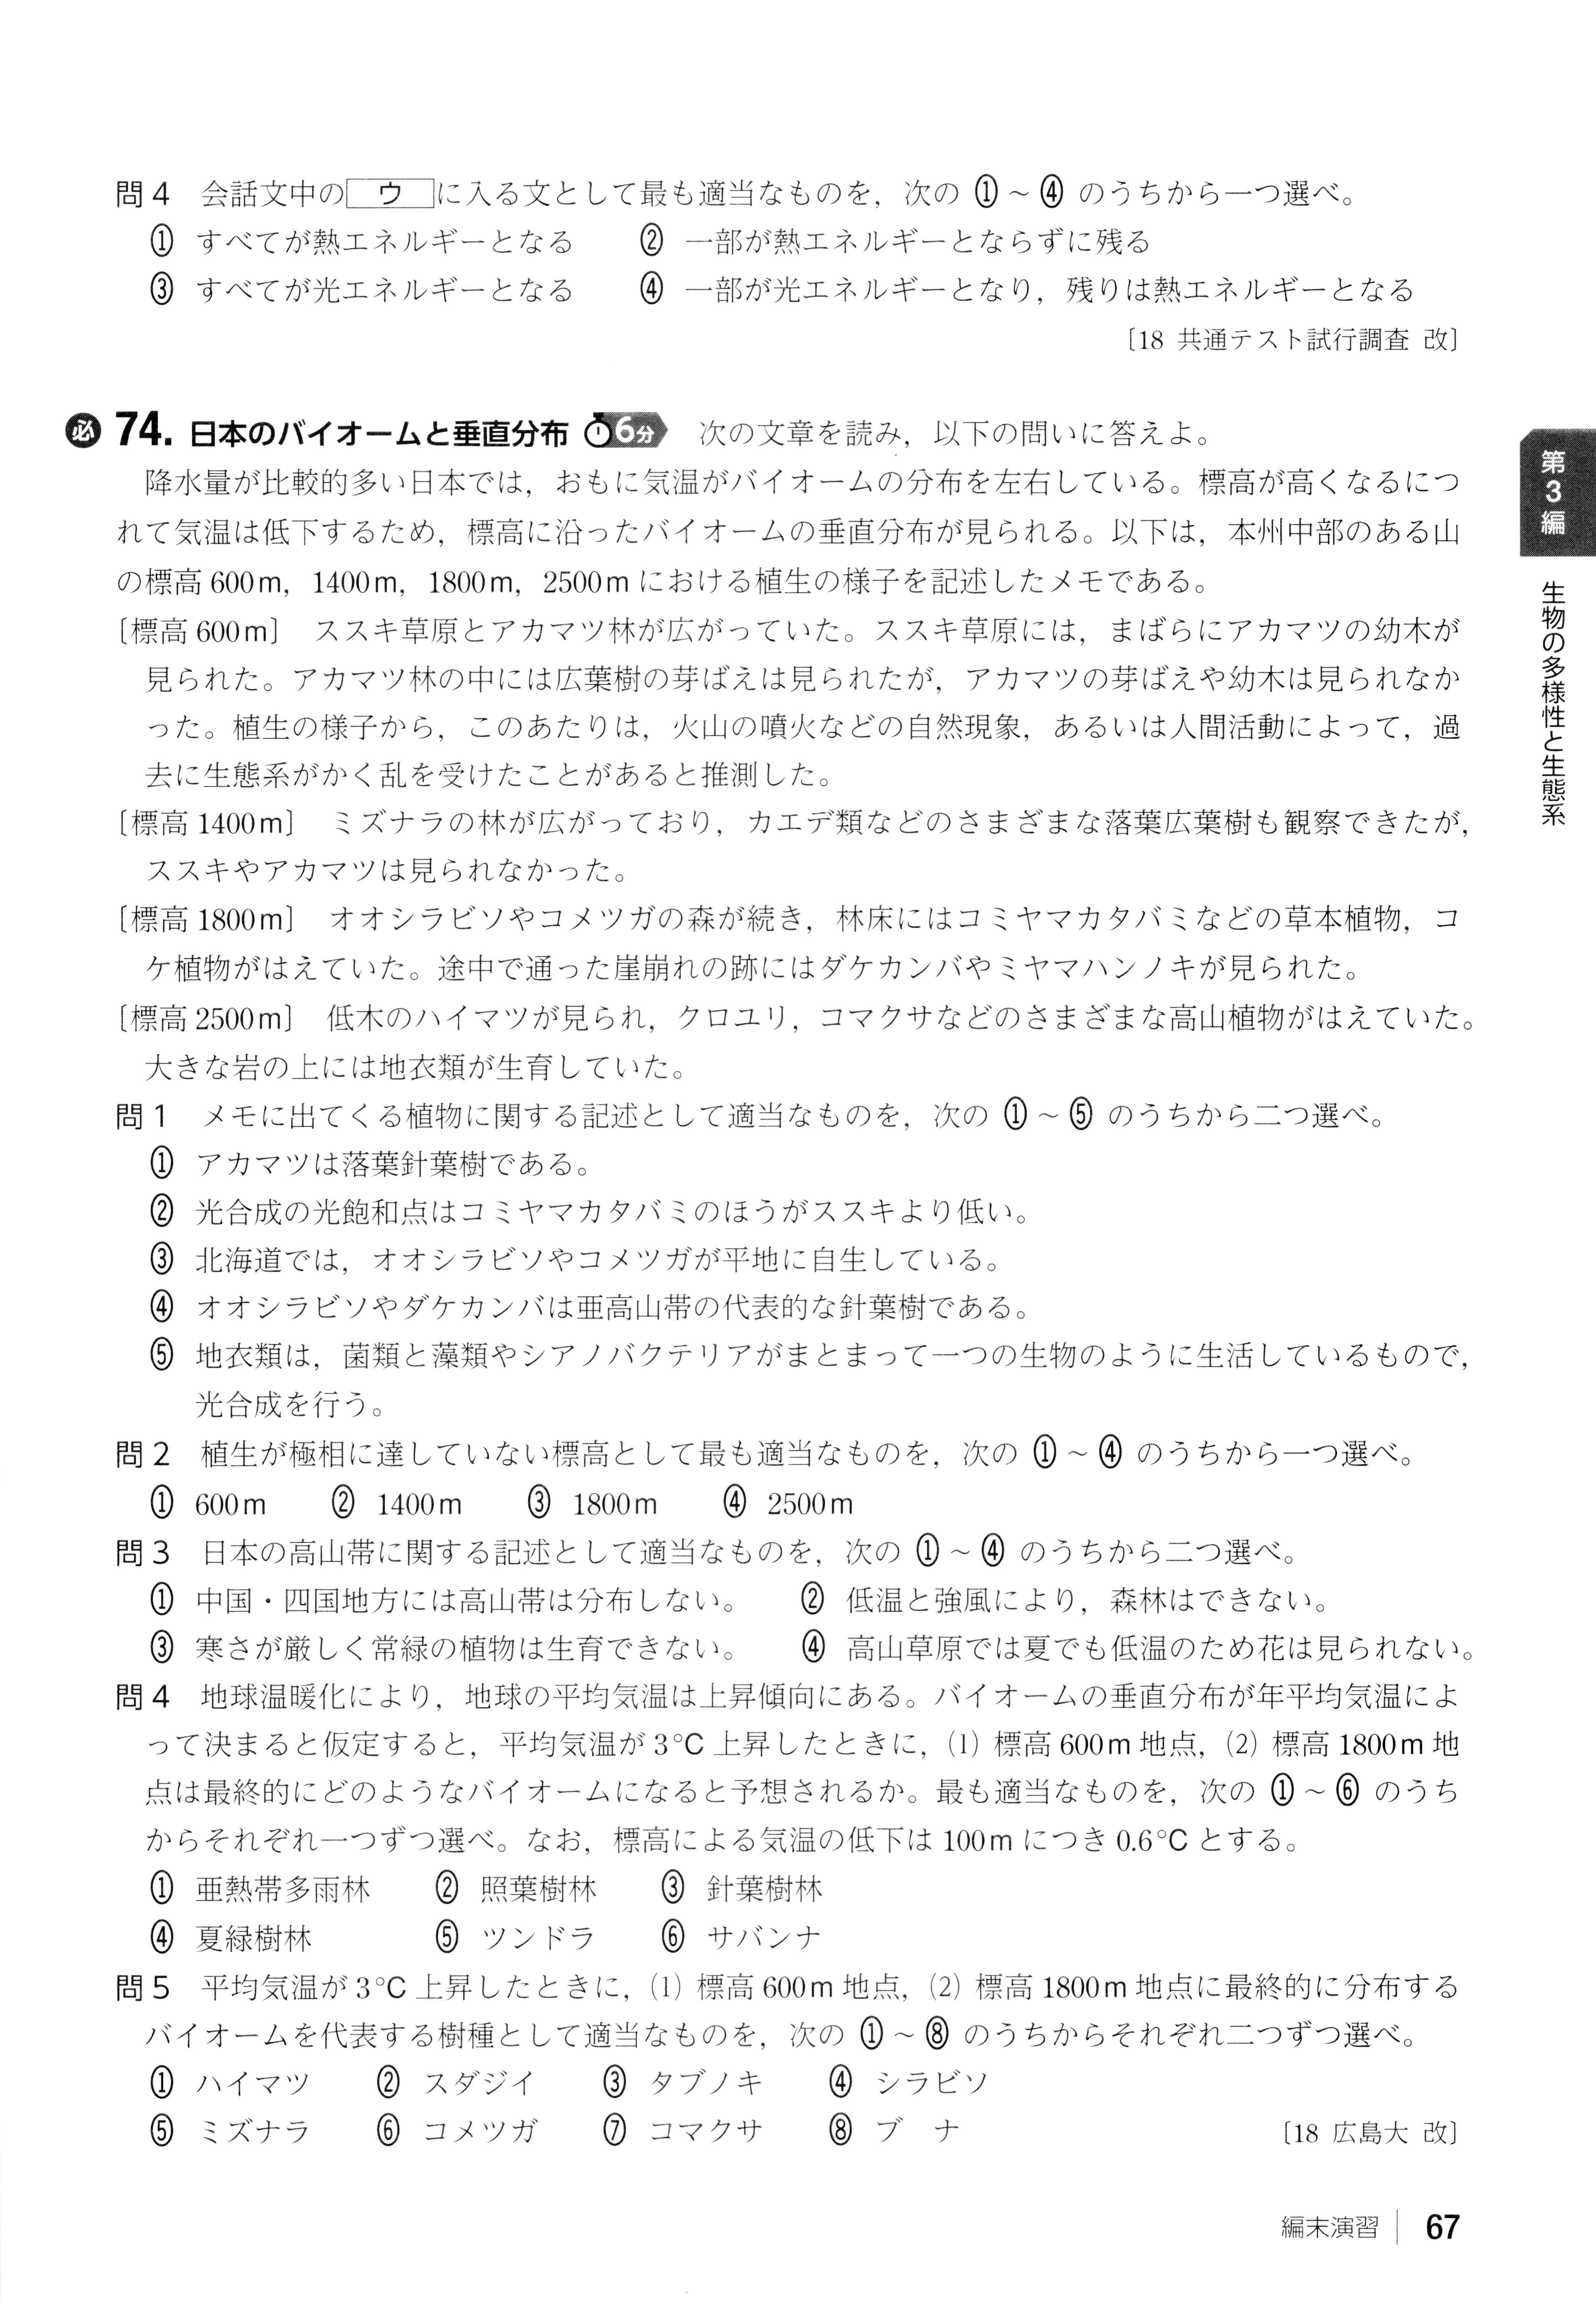 問4　会話文中の ウ に入る文として最も適当なものを，次の ①～④ のうちから一つ選べ。
① すべてが熱エネルギーとなる　② 一部が熱エネルギーとならずに残る
③ すべてが光エネルギーとなる　④ 一部が光エネルギーとなり，残りは熱エネルギーとなる
〔18 共通テスト試行調査 改〕
必 74. 日本のバイオームと垂直分布 6分　次の文章を読み，以下の問いに答えよ。
降水量が比較的多い日本では，おもに気温がバイオームの分布を左右している。標高が高くなるにつ
れて気温は低下するため，標高に沿ったバイオームの垂直分布が見られる。以下は，本州中部のある山
の標高 600m，1400m，1800m，2500m における植生の様子を記述したメモである。
〔標高 600m〕　ススキ草原とアカマツ林が広がっていた。ススキ草原には，まばらにアカマツの幼木が
見られた。アカマツ林の中には広葉樹の芽ばえは見られたが，アカマツの芽ばえや幼木は見られなか
った。植生の様子から，このあたりは，火山の噴火などの自然現象，あるいは人間活動によって，過
去に生態系がかく乱を受けたことがあると推測した。
〔標高 1400m〕　ミズナラの林が広がっており，カエデ類などのさまざまな落葉広葉樹も観察できたが，
ススキやアカマツは見られなかった。
〔標高 1800m〕　オオシラビソやコメツガの森が続き，林床にはコミヤマカタバミなどの草本植物，コ
ケ植物がはえていた。途中で通った崖崩れの跡にはダケカンバやミヤマハンノキが見られた。
〔標高 2500m〕　低木のハイマツが見られ，クロユリ，コマクサなどのさまざまな高山植物がはえていた。
大きな岩の上には地衣類が生育していた。
問1　メモに出てくる植物に関する記述として適当なものを，次の ①～⑤ のうちから二つ選べ。
① アカマツは落葉針葉樹である。
② 光合成の光飽和点はコミヤマカタバミのほうがススキより低い。
③ 北海道では，オオシラビソやコメツガが平地に自生している。
④ オオシラビソやダケカンバは亜高山帯の代表的な針葉樹である。
⑤ 地衣類は，菌類と藻類やシアノバクテリアがまとまって一つの生物のように生活しているもので，
光合成を行う。
問2　植生が極相に達していない標高として最も適当なものを，次の ①～④ のうちから一つ選べ。
① 600m　② 1400m　③ 1800m　④ 2500m
問3　日本の高山帯に関する記述として適当なものを，次の ①～④ のうちから二つ選べ。
① 中国・四国地方には高山帯は分布しない。　② 低温と強風により，森林はできない。
③ 寒さが厳しく常緑の植物は生育できない。　④ 高山草原では夏でも低温のため花は見られない。
問4　地球温暖化により，地球の平均気温は上昇傾向にある。バイオームの垂直分布が年平均気温によ
って決まると仮定すると，平均気温が 3℃ 上昇したときに，(1) 標高 600m 地点，(2) 標高 1800m 地
点は最終的にどのようなバイオームになると予想されるか。最も適当なものを，次の ①～⑥ のうち
からそれぞれ一つずつ選べ。なお，標高による気温の低下は 100m につき 0.6℃ とする。
① 亜熱帯多雨林　② 照葉樹林　③ 針葉樹林
④ 夏緑樹林　⑤ ツンドラ　⑥ サバンナ
問5　平均気温が 3℃ 上昇したときに，(1) 標高 600m 地点，(2) 標高 1800m 地点に最終的に分布する
バイオームを代表する樹種として適当なものを，次の ①～⑧ のうちからそれぞれ二つずつ選べ。
① ハイマツ　② スダジイ　③ タブノキ　④ シラビソ
⑤ ミズナラ　⑥ コメツガ　⑦ コマクサ　⑧ ブ　ナ　〔18 広島大 改〕
第3編
生物の多様性と生態系
編末演習 67